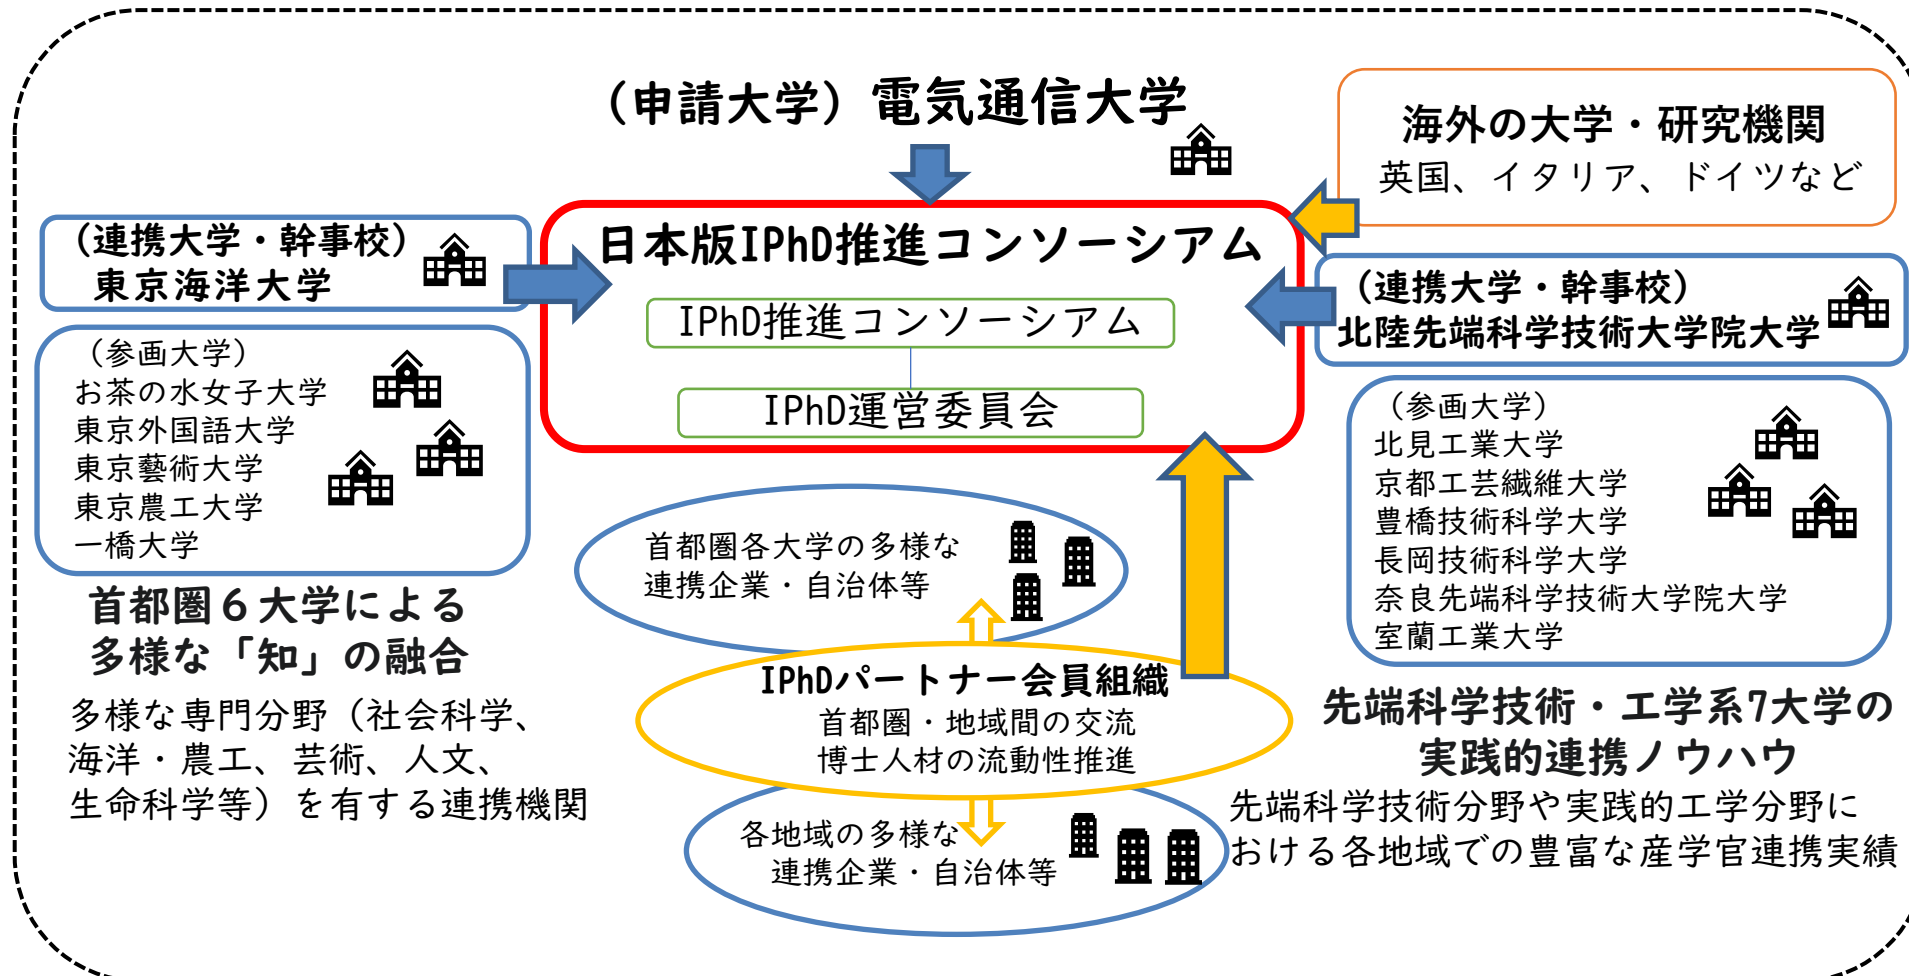 （申請大学）電気通信大学
海外の大学・研究機関
英国、イタリア、ドイツなど
（連携大学・幹事校）
東京海洋大学
日本版IPhD推進コンソーシアム
IPhD推進コンソーシアム
IPhD運営委員会
（連携大学・幹事校）
北陸先端科学技術大学院大学
（参画大学）
お茶の水女子大学
東京外国語大学
東京藝術大学
東京農工大学
一橋大学
（参画大学）
北見工業大学
京都工芸繊維大学
豊橋技術科学大学
長岡技術科学大学
奈良先端科学技術大学院大学
室蘭工業大学
首都圏各大学の多様な
連携企業・自治体等
首都圏６大学による
多様な「知」の融合
多様な専門分野（社会科学、
海洋・農工、芸術、人文、
生命科学等）を有する連携機関
IPhDパートナー会員組織
首都圏・地域間の交流
博士人材の流動性推進
各地域の多様な
連携企業・自治体等
先端科学技術・工学系7大学の
実践的連携ノウハウ
先端科学技術分野や実践的工学分野に
おける各地域での豊富な産学官連携実績